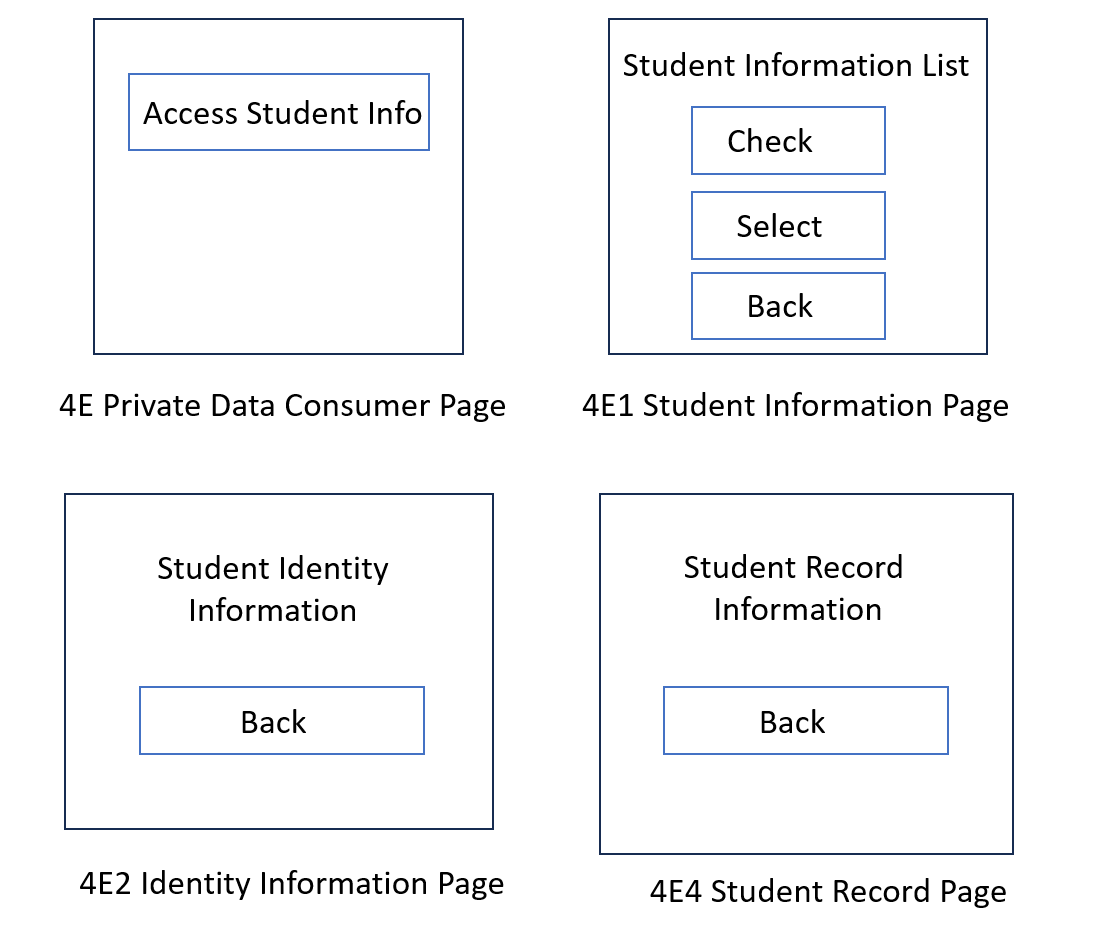 Access Student Info
4E Private Data Consumer Page
Student Information List
Check
Select
Back
4E1 Student Information Page
Student Identity
Information
Back
4E2 Identity Information Page
Student Record
Information
Back
4E4 Student Record Page